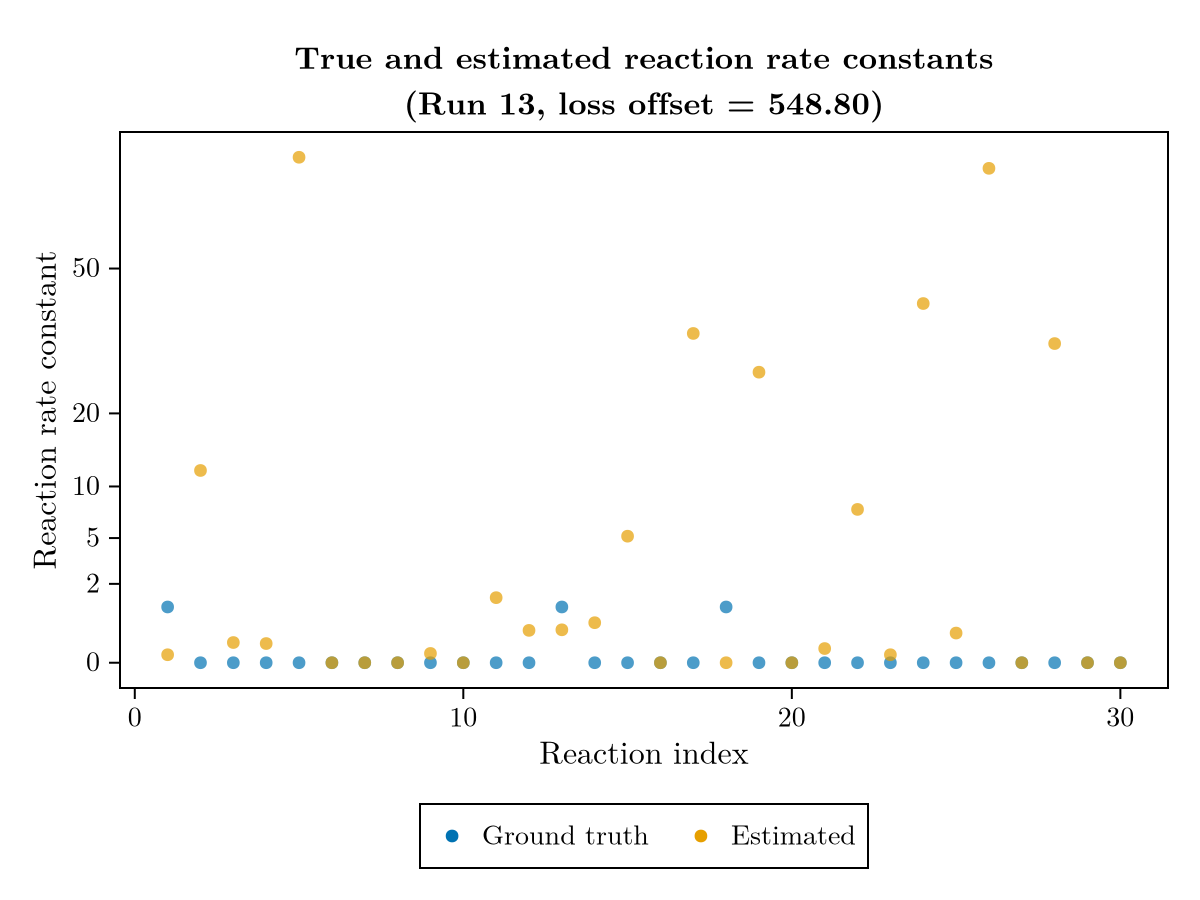 True and estimated reaction rate constants
(Run 13, loss offset = 548.80)
Reaction rate constant
50
20
10
5
2
0
0 10 20 30
Reaction index
Ground truth Estimated